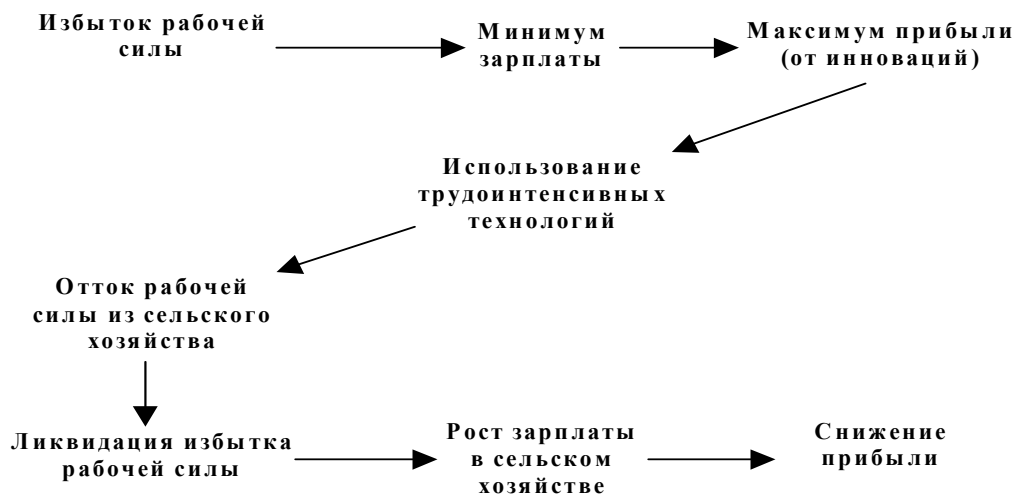 Избыток рабочей
силы
Минимум
зарплаты
Максимум прибыли
(от инноваций)
Использование
трудоинтенсивных
технологий
Отток рабочей
силы из сельского
хозяйства
Ликвидация избытка
рабочей силы
Рост зарплаты
в сельском
хозяйстве
Снижение
прибыли